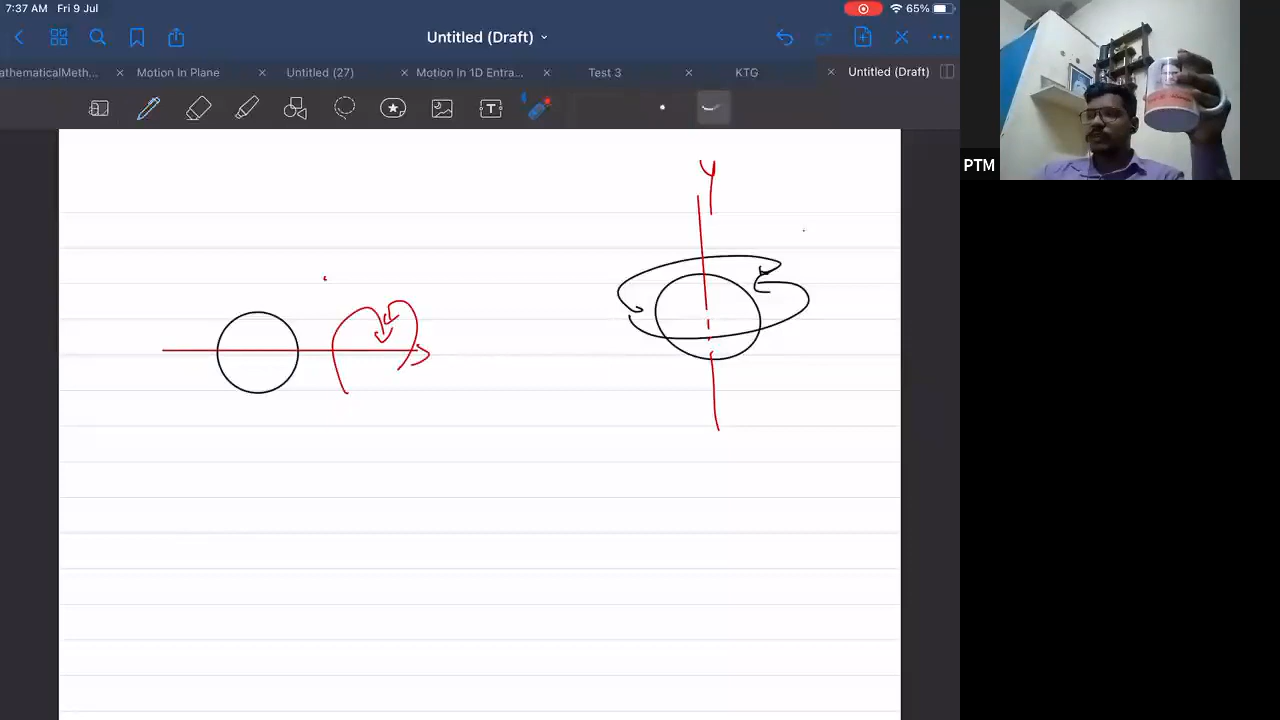 7:37 AM Fri 9 Jul
65%
Untitled (Draft)
athematicalMeth...
Motion In Plane
Untitled (27)
Motion In 1D Entra...
Test 3
KTG
Untitled (Draft)
T
y
PTM